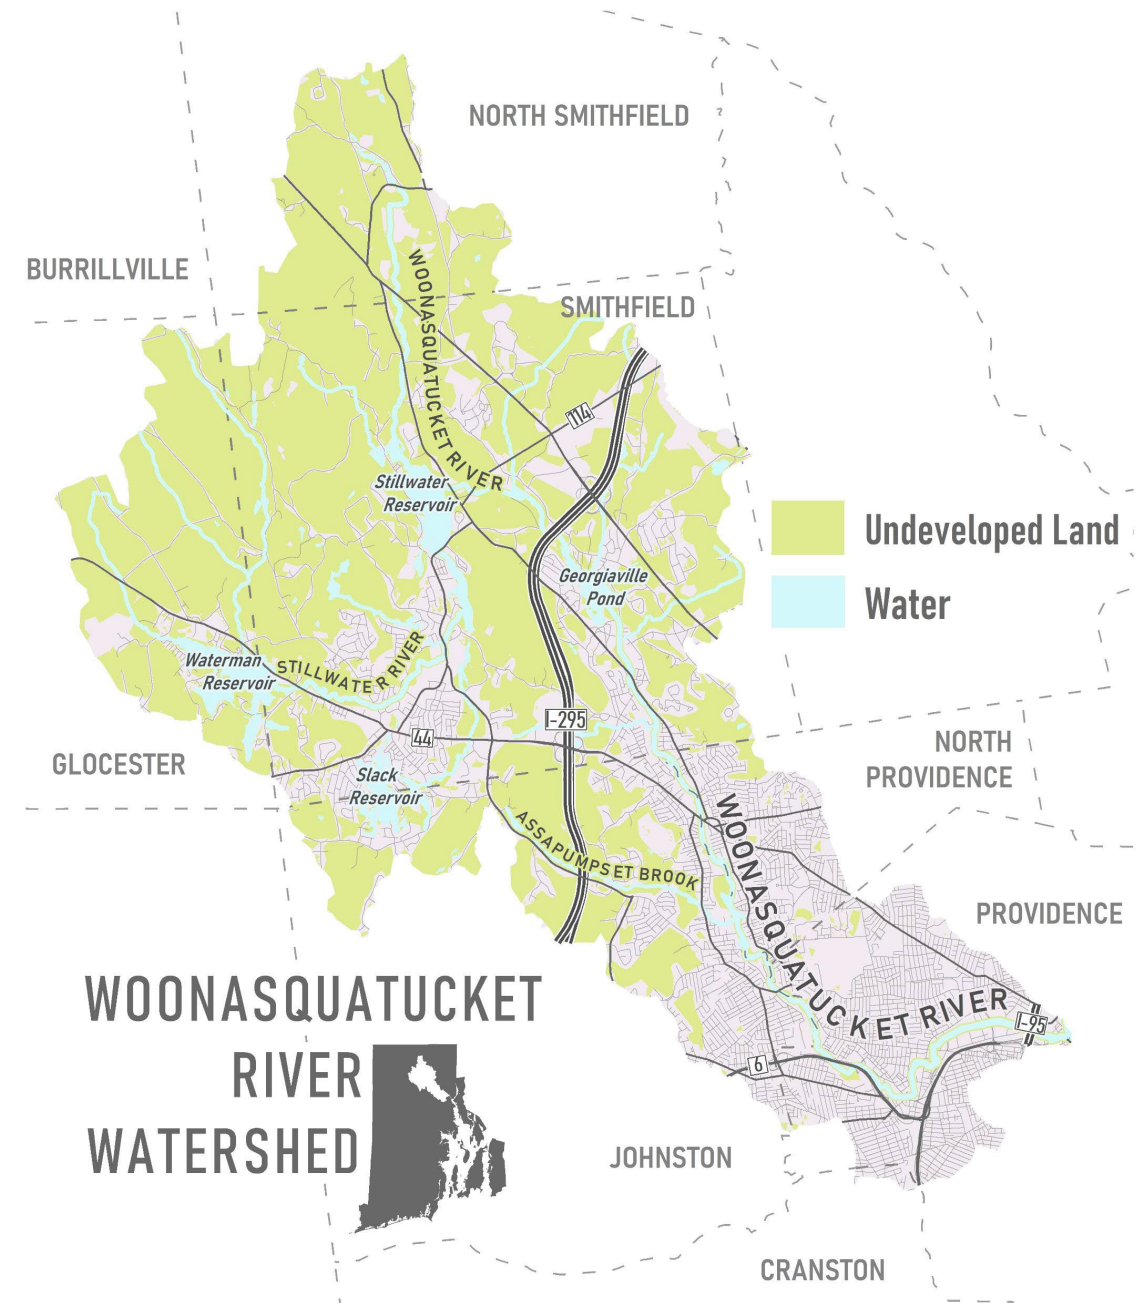 NORTH SMITHFIELD
BURRILLVILLE
SMITHFIELD
WOONASQUATUCKET RIVER
114
Stillwater
Reservoir
Undeveloped Land
Georgiaville
Pond
Water
Waterman
Reservoir
STILLWATER RIVER
I-295
44
GLOCESTER
NORTH
PROVIDENCE
Slack
Reservoir
ASSAPUMPSET BROOK
WOONASQUATUCKET RIVER
PROVIDENCE
I-95
6
WOONASQUATUCKET
RIVER
WATERSHED
JOHNSTON
CRANSTON